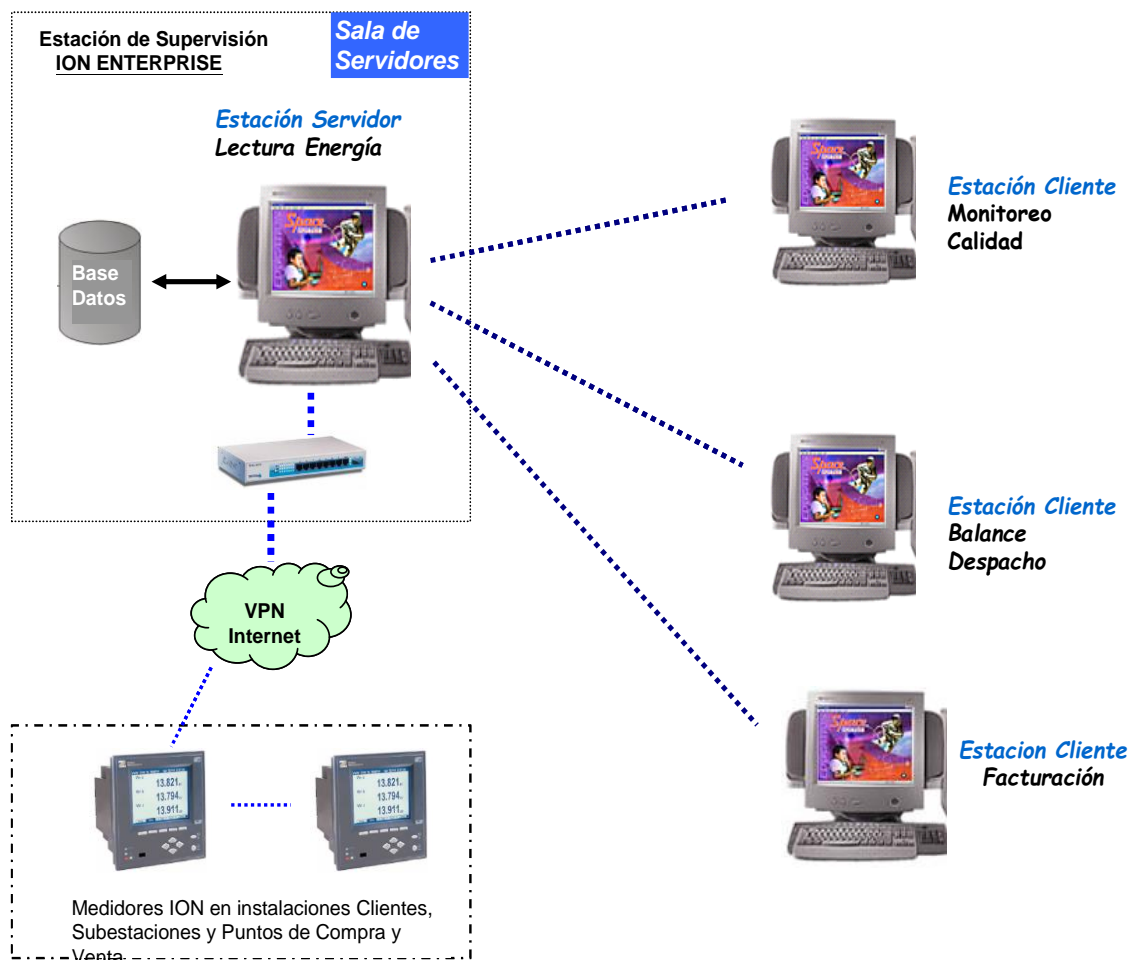 Estación de Supervisión
ION ENTERPRISE
Sala de
Servidores
Estación Servidor
Lectura Energía
Base
Datos
Estación Cliente
Monitoreo
Calidad
Estación Cliente
Balance
Despacho
Estacion Cliente
Facturación
VPN
Internet
13.821
13.794
13.911
13.821
13.794
13.911
Medidores ION en instalaciones Clientes,
Subestaciones y Puntos de Compra y
Venta